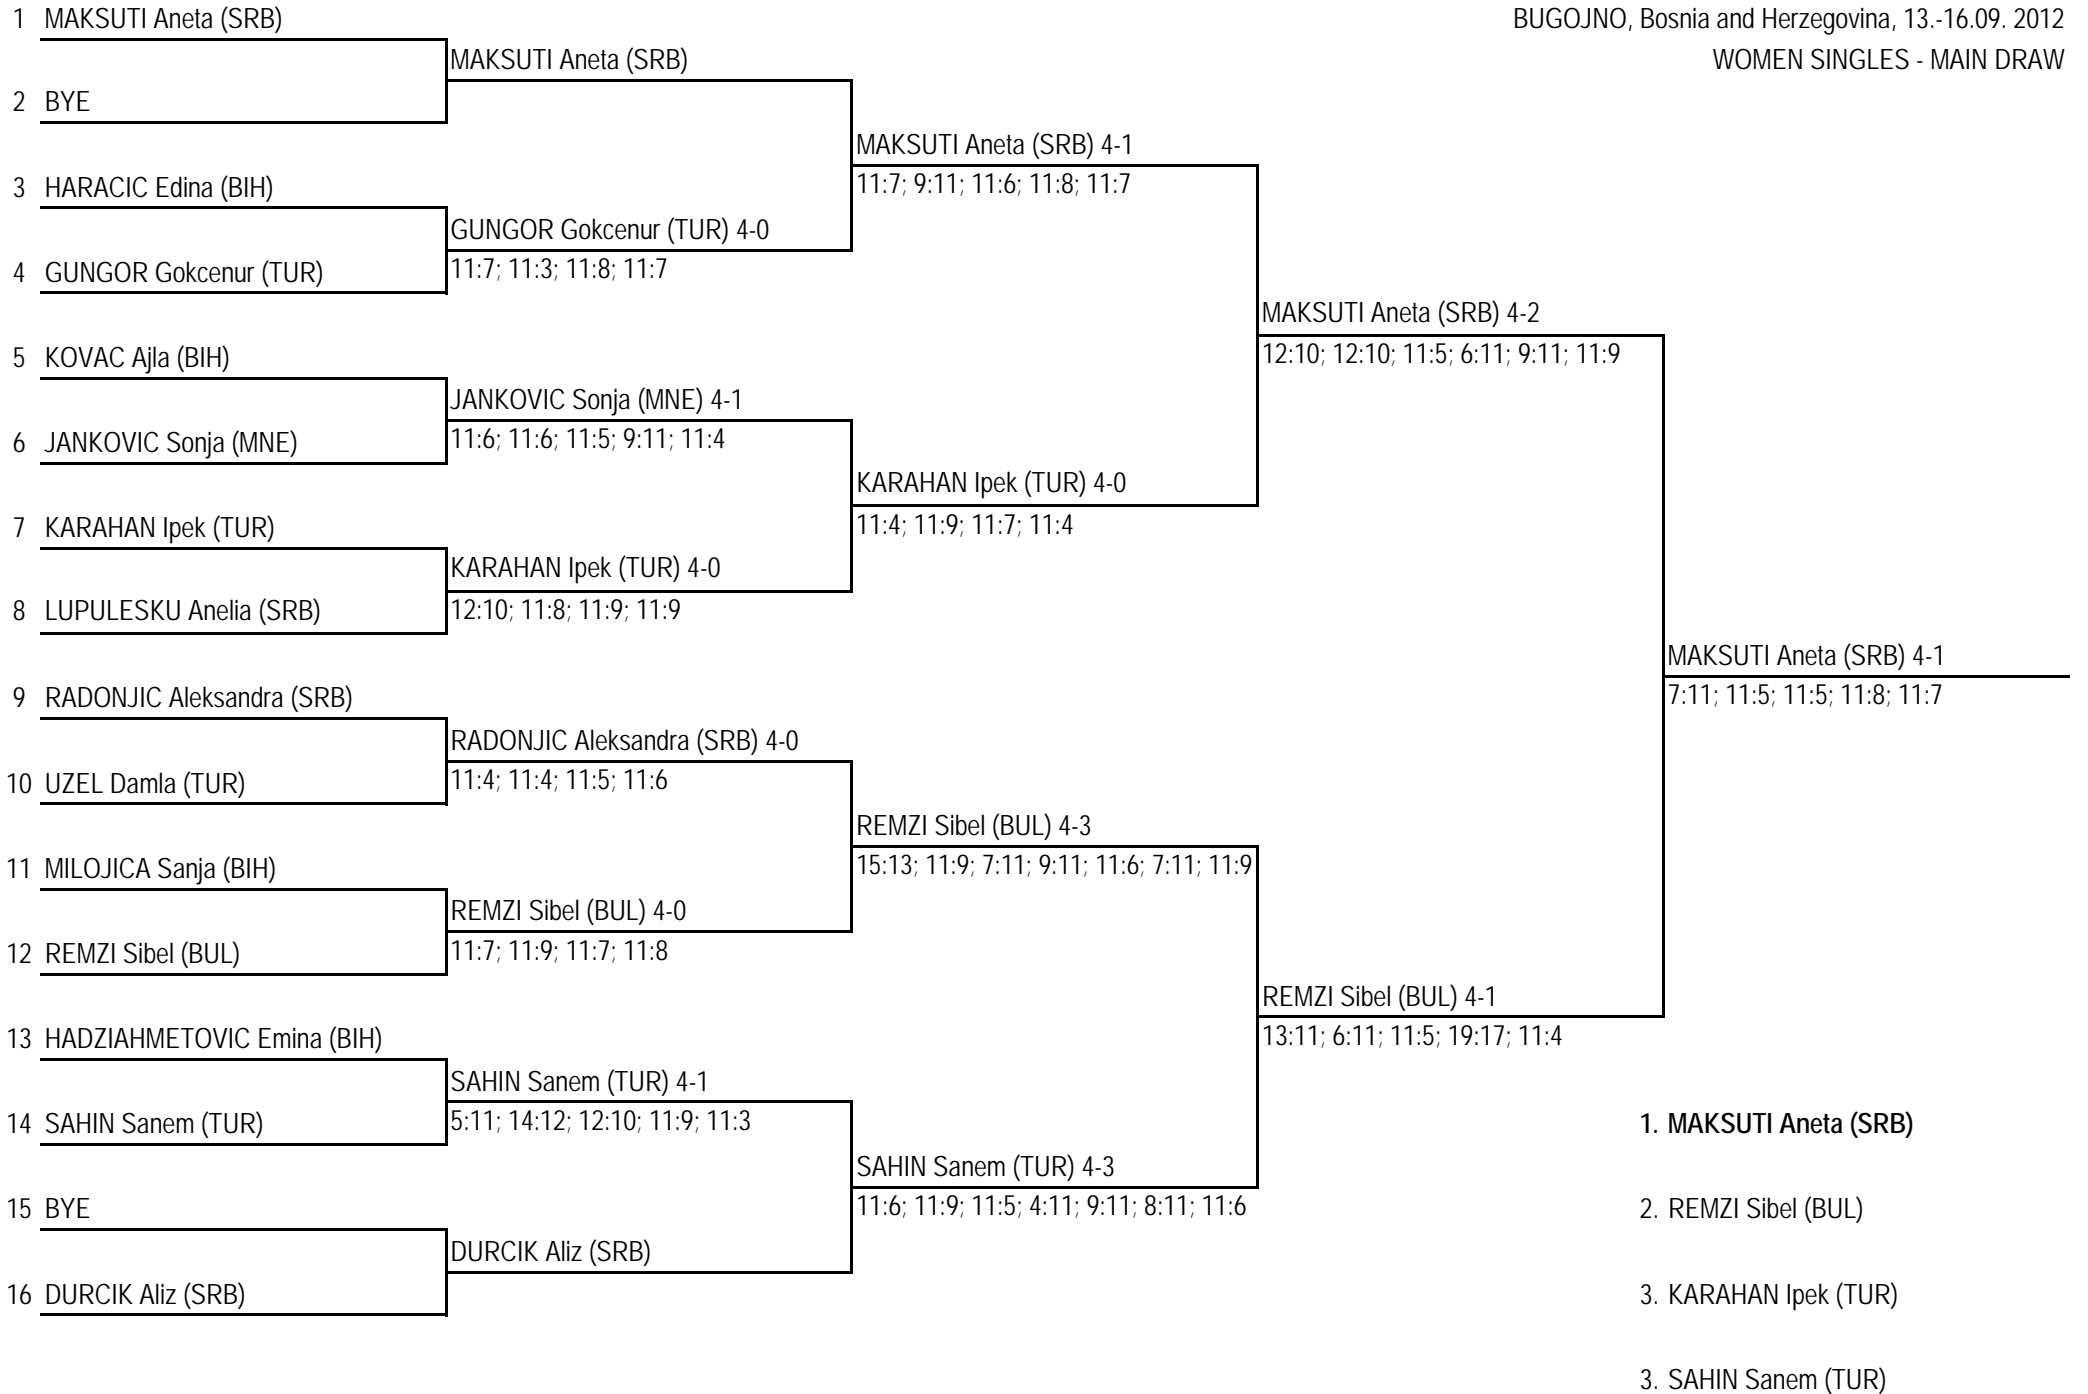 BUGOJNO, Bosnia and Herzegovina, 13.-16.09. 2012
WOMEN SINGLES - MAIN DRAW
1 MAKSUTI Aneta (SRB)
2 BYE
3 HARACIC Edina (BIH)
4 GUNGOR Gokcenur (TUR)
5 KOVAC Ajla (BIH)
6 JANKOVIC Sonja (MNE)
7 KARAHAN Ipek (TUR)
8 LUPULESKU Anelia (SRB)
9 RADONJIC Aleksandra (SRB)
10 UZEL Damla (TUR)
11 MILOJICA Sanja (BIH)
12 REMZI Sibel (BUL)
13 HADZIAHMETOVIC Emina (BIH)
14 SAHIN Sanem (TUR)
15 BYE
16 DURCIK Aliz (SRB)
MAKSUTI Aneta (SRB)
GUNGOR Gokcenur (TUR) 4-0
11:7; 11:3; 11:8; 11:7
JANKOVIC Sonja (MNE) 4-1
11:6; 11:6; 11:5; 9:11; 11:4
KARAHAN Ipek (TUR) 4-0
12:10; 11:8; 11:9; 11:9
RADONJIC Aleksandra (SRB) 4-0
11:4; 11:4; 11:5; 11:6
REMZI Sibel (BUL) 4-0
11:7; 11:9; 11:7; 11:8
SAHIN Sanem (TUR) 4-1
5:11; 14:12; 12:10; 11:9; 11:3
DURCIK Aliz (SRB)
MAKSUTI Aneta (SRB) 4-1
11:7; 9:11; 11:6; 11:8; 11:7
KARAHAN Ipek (TUR) 4-0
11:4; 11:9; 11:7; 11:4
REMZI Sibel (BUL) 4-3
15:13; 11:9; 7:11; 9:11; 11:6; 7:11; 11:9
SAHIN Sanem (TUR) 4-3
11:6; 11:9; 11:5; 4:11; 9:11; 8:11; 11:6
MAKSUTI Aneta (SRB) 4-2
12:10; 12:10; 11:5; 6:11; 9:11; 11:9
REMZI Sibel (BUL) 4-1
13:11; 6:11; 11:5; 19:17; 11:4
MAKSUTI Aneta (SRB) 4-1
7:11; 11:5; 11:5; 11:8; 11:7
1. MAKSUTI Aneta (SRB)
2. REMZI Sibel (BUL)
3. KARAHAN Ipek (TUR)
3. SAHIN Sanem (TUR)